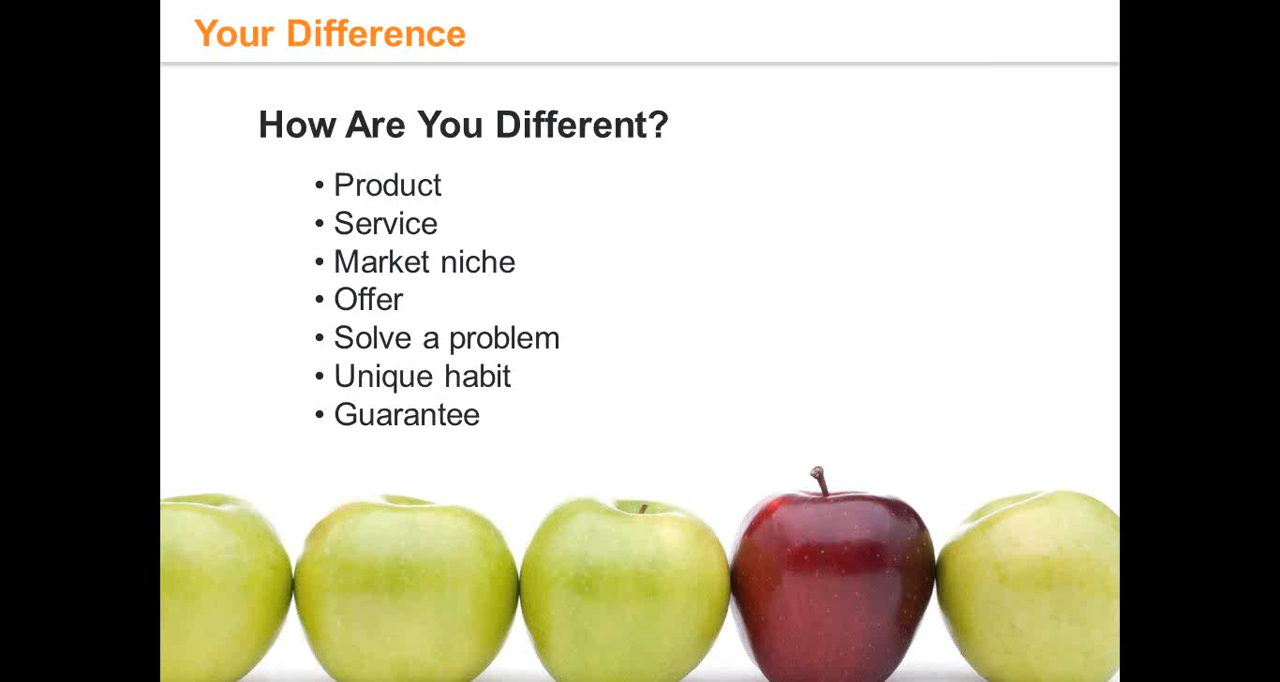 Your Difference
How Are You Different?
• Product
• Service
• Market niche
• Offer
• Solve a problem
• Unique habit
• Guarantee